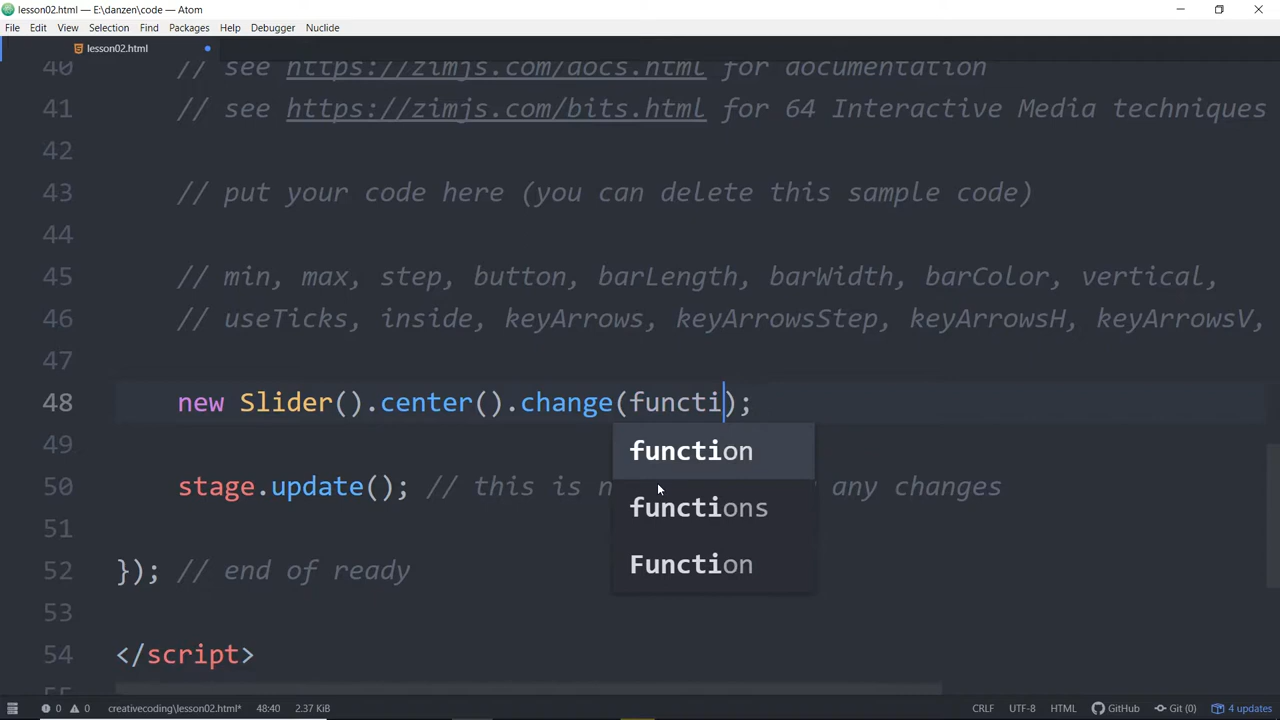 lesson02.html — E:\danzen\code — Atom
File Edit View Selection Find Packages Help Debugger Nuclide
lesson02.html
40 // see https://zimjs.com/docs.html for documentation
41 // see https://zimjs.com/bits.html for 64 Interactive Media techniques
42
43 // put your code here (you can delete this sample code)
44
45 // min, max, step, button, barLength, barWidth, barColor, vertical,
46 // useTicks, inside, keyArrows, keyArrowsStep, keyArrowsH, keyArrowsV,
47
48 new Slider().center().change(functi);
49
function
50 stage.update(); // this is n any changes
functions
51
Function
52 }); // end of ready
53
54 </script>
55
0 0 creativecoding\lesson02.html* 48:40 2.37 KiB CRLF UTF-8 HTML GitHub Git (0) 4 updates